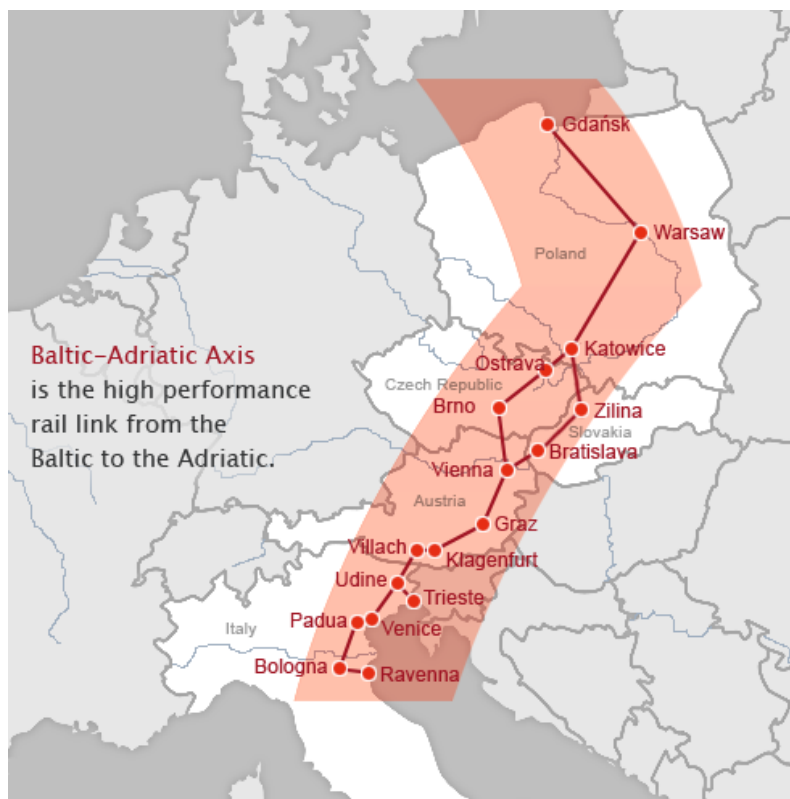 Gdańsk
Warsaw
Poland
Baltic-Adriatic Axis
is the high performance
rail link from the
Baltic to the Adriatic.
Katowice
Ostrava
Czech Republic
Brno
Zilina
Slovakia
Bratislava
Vienna
Austria
Graz
Villach
Klagenfurt
Udine
Trieste
Padua
Venice
Italy
Bologna
Ravenna